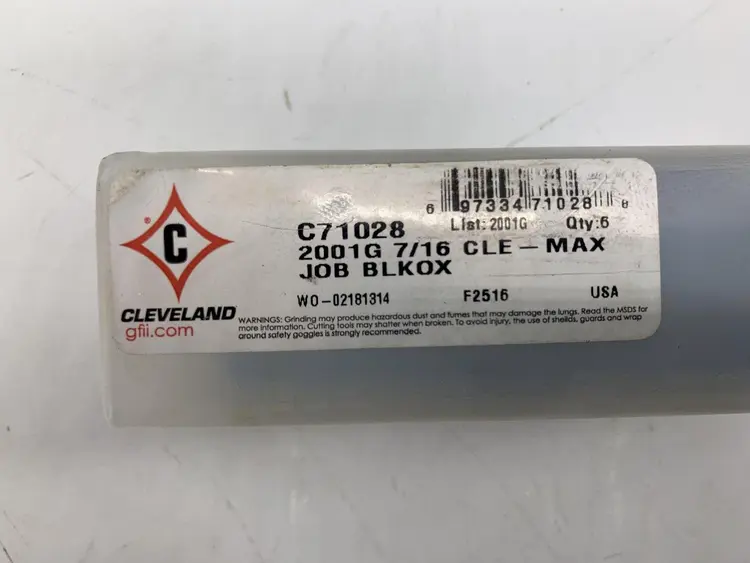 6 97334 71028 8
C71028 List: 2001G Qty:6
2001G 7/16 CLE-MAX
JOB BLKOX
WO-02181314 F2516 USA
® C
CLEVELAND
gfii.com
WARNINGS: Grinding may produce hazardous dust and fumes that may damage the lungs. Read the MSDS for
more information. Cutting tools may shatter when broken. To avoid injury, the use of sheilds, guards and wrap
around safety goggles is strongly recommended.